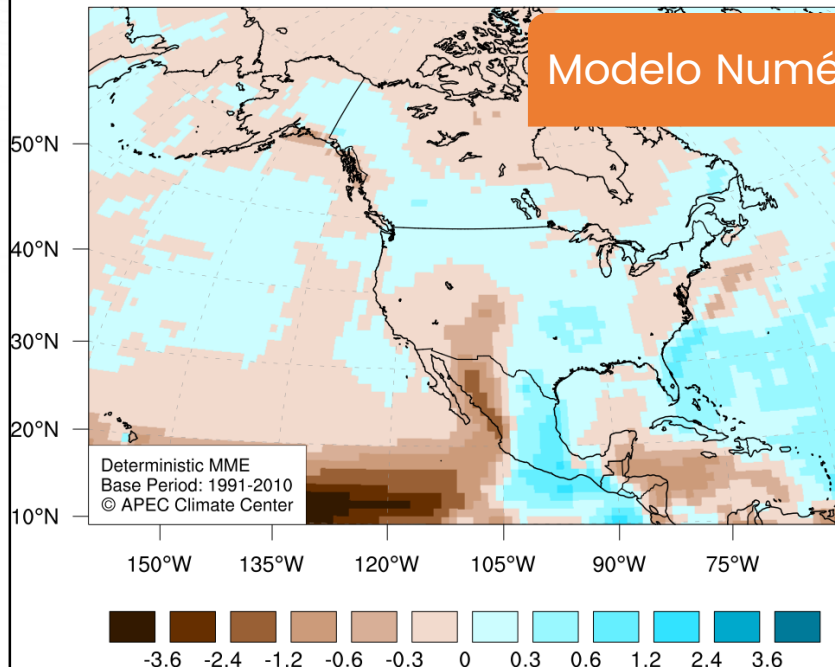 Modelo Numé
50°N
40°N
30°N
20°N
10°N
Deterministic MME
Base Period: 1991-2010
© APEC Climate Center
150°W 135°W 120°W 105°W 90°W 75°W
-3.6 -2.4 -1.2 -0.6 -0.3 0 0.3 0.6 1.2 2.4 3.6